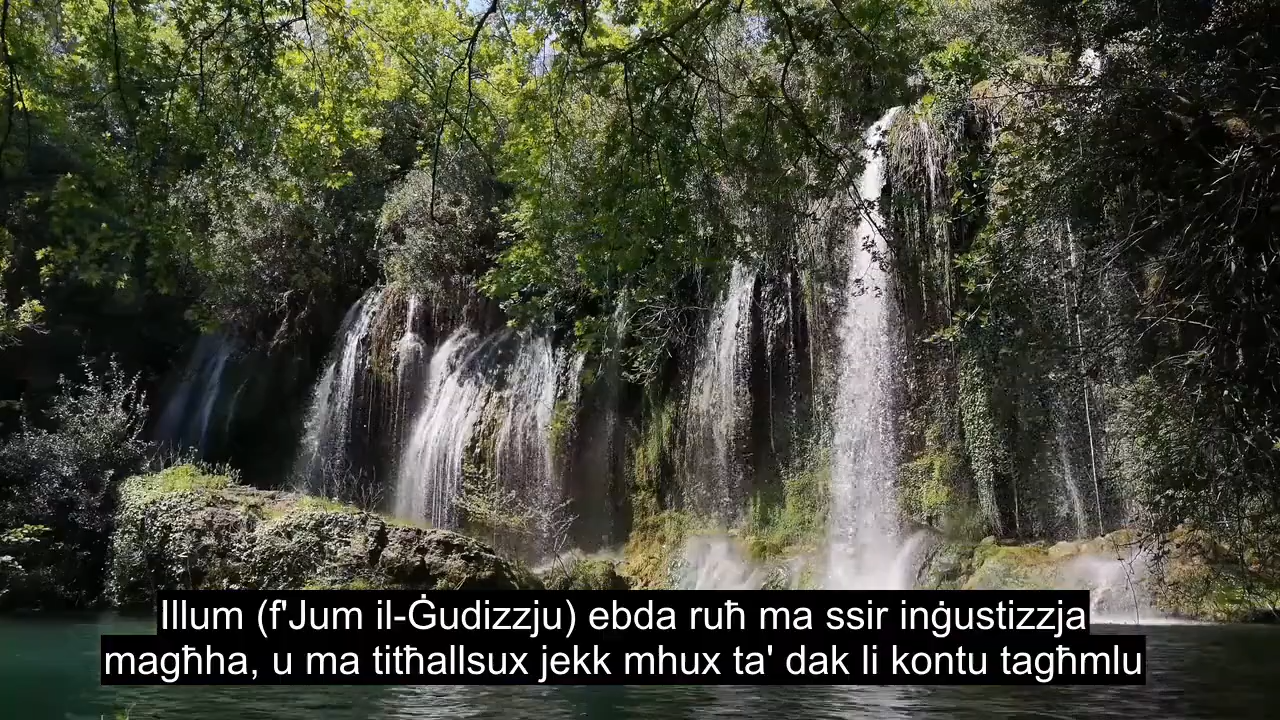 Illum (f'Jum il-Ġudizzju) ebda ruħ ma ssir inġustizzja
magħha, u ma titħallsux jekk mhux ta' dak li kontu tagħmlu